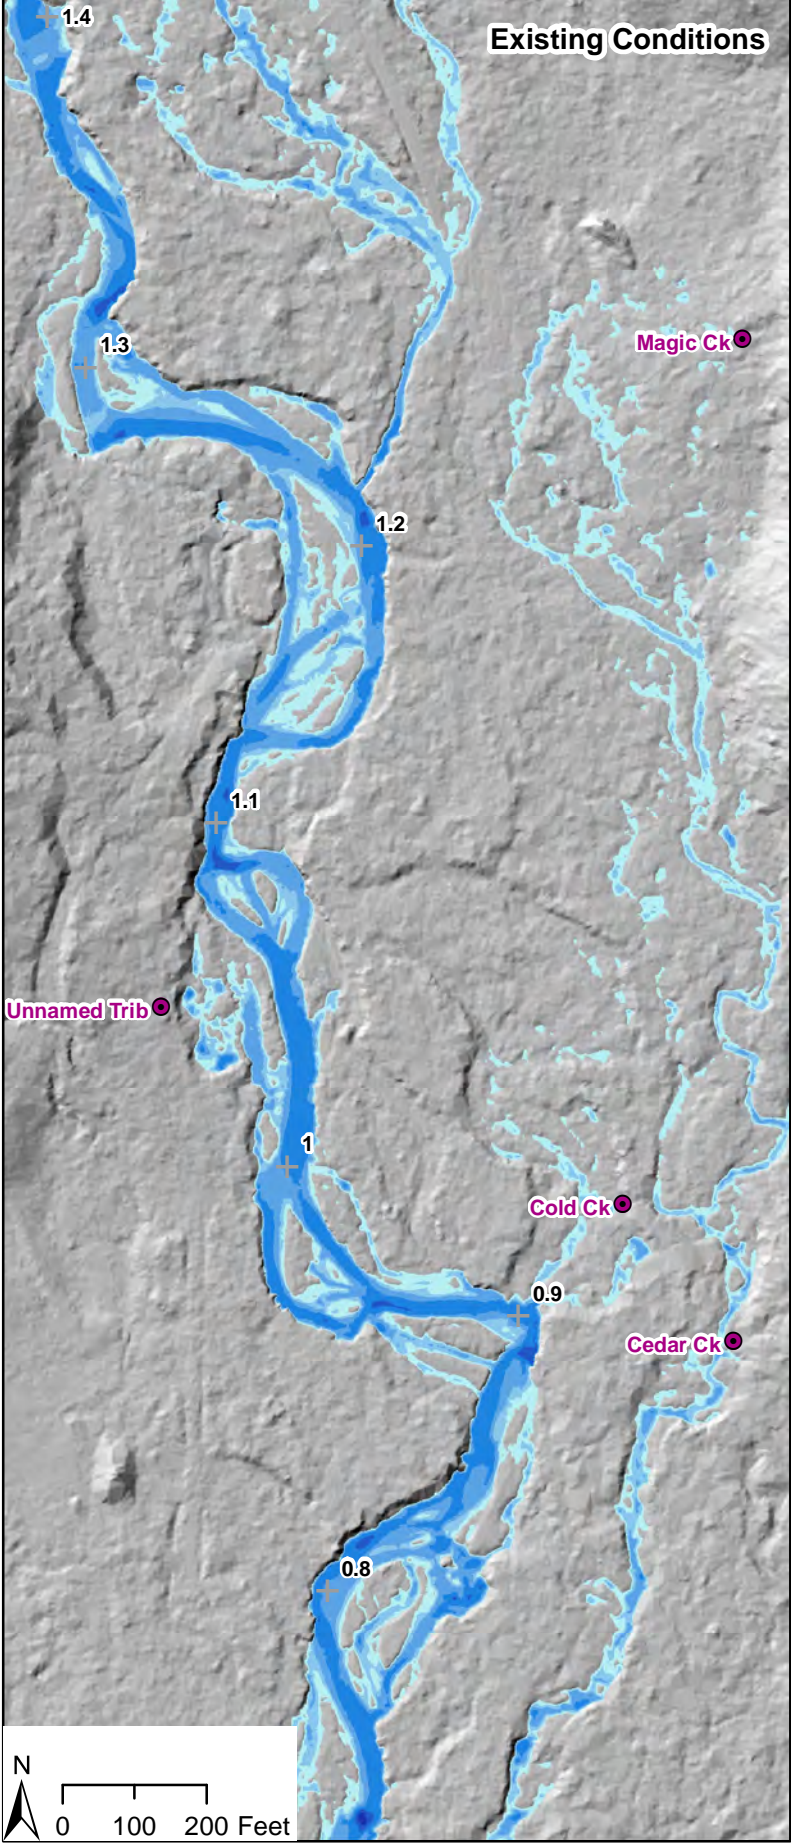 1.4
Existing Conditions
Magic Ck
1.3
1.2
1.1
Unnamed Trib
1
Cold Ck
0.9
Cedar Ck
0.8
N
0 100 200 Feet